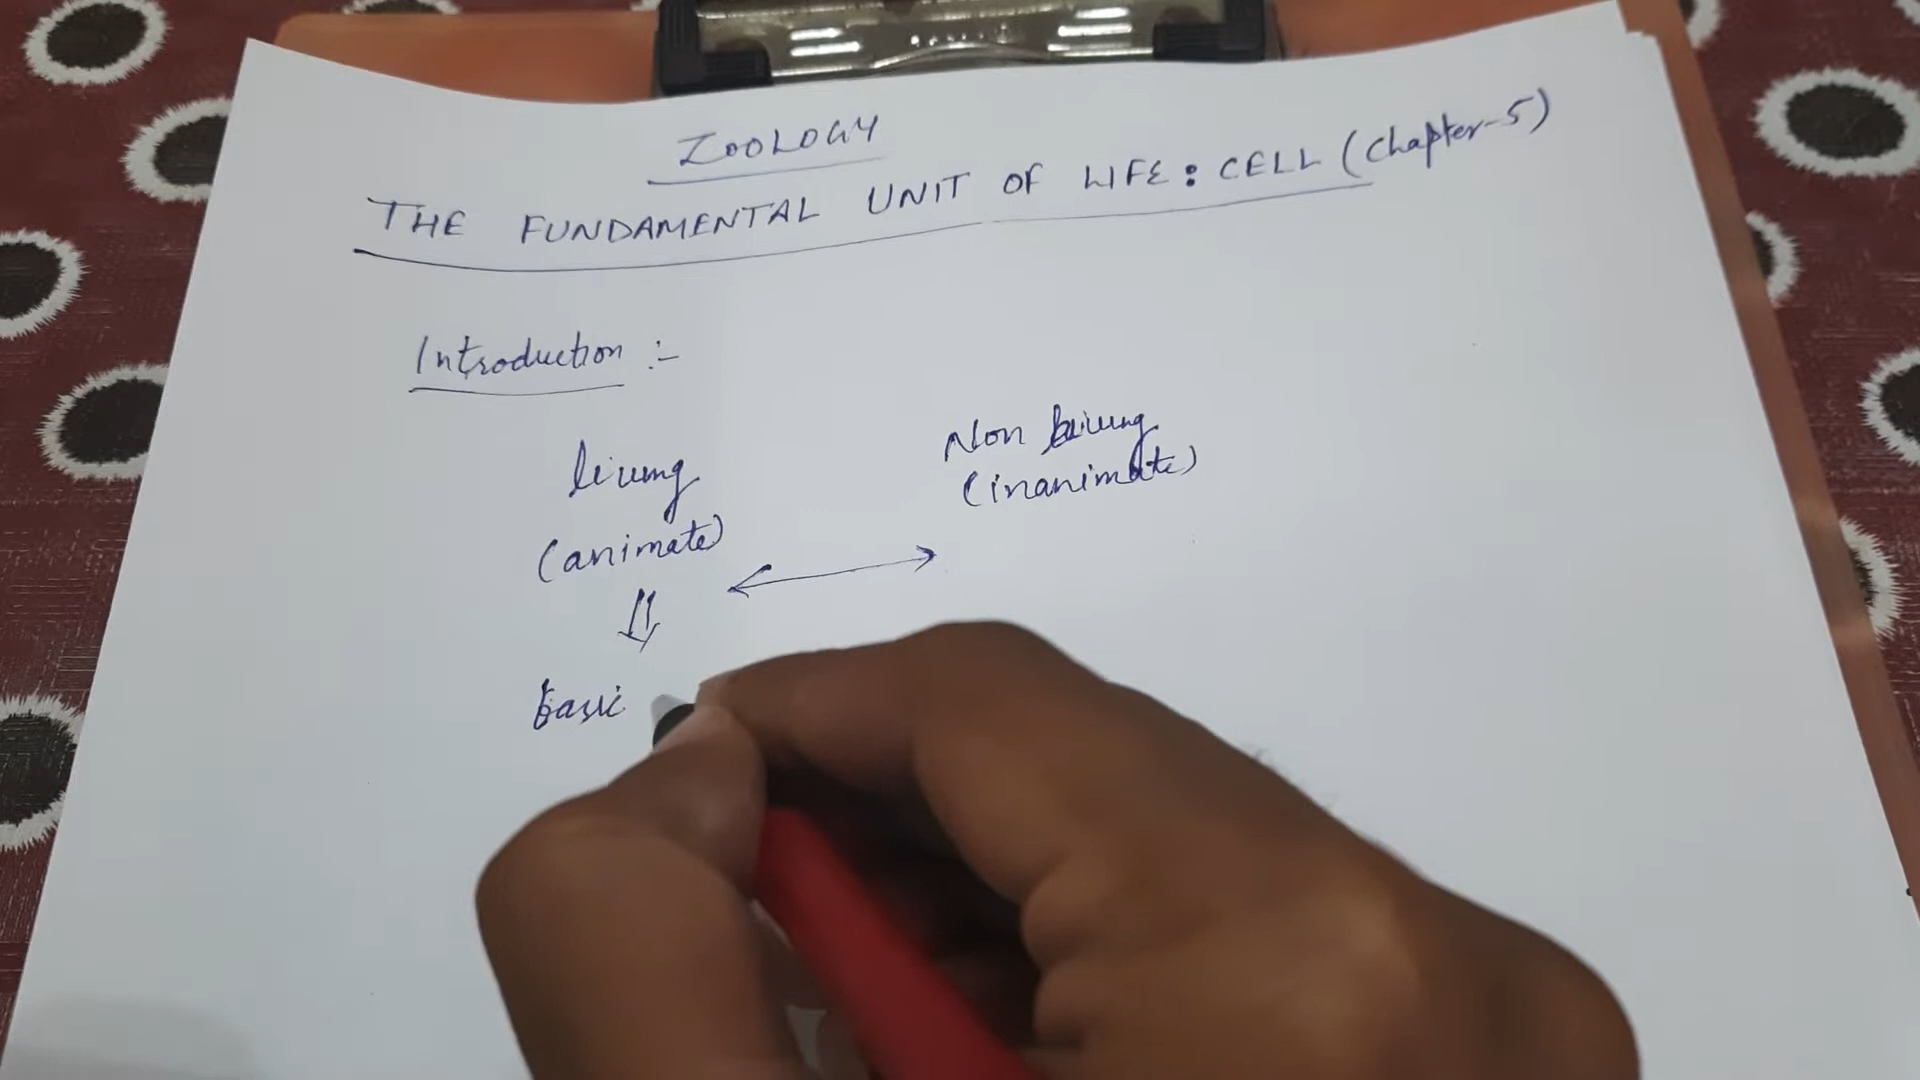 ZOOLOGY
THE FUNDAMENTAL UNIT OF LIFE: CELL (Chapter-5)
Introduction :-
living
(animate)
Non living
(inanimate)
basic